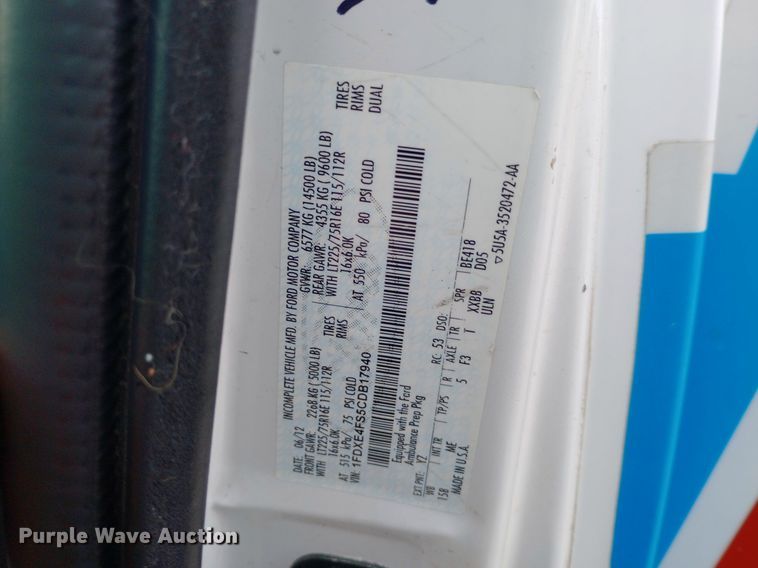 INCOMPLETE VEHICLE MFD. BY FORD MOTOR COMPANY
DATE: 06/12 GVWR: 6577 KG (14500 LB)
FRONT GAWR: 2268 KG (5000 LB) REAR GAWR: 4355 KG (9600 LB)
WITH LT225/75R16E 115/112R TIRES WITH LT225/75R16E 115/112R TIRES
16x6.0K RIMS 16x6.0K RIMS
AT 515 kPa/ 75 PSI COLD AT 550 kPo/ 80 PSI COLD DUAL
VIN: 1FDXE4FS5CDB17940
Equipped with the Ford
Ambulance Prep Pkg
EXT PNT: YZ RC: 53 DSO:
WB INT TR TP/PS R AXLE TR SPR BE418
158 ME 5 F3 T XXBB D05
MADE IN U.S.A. ULN
▽5U5A-3520472-AA
Purple Wave Auction